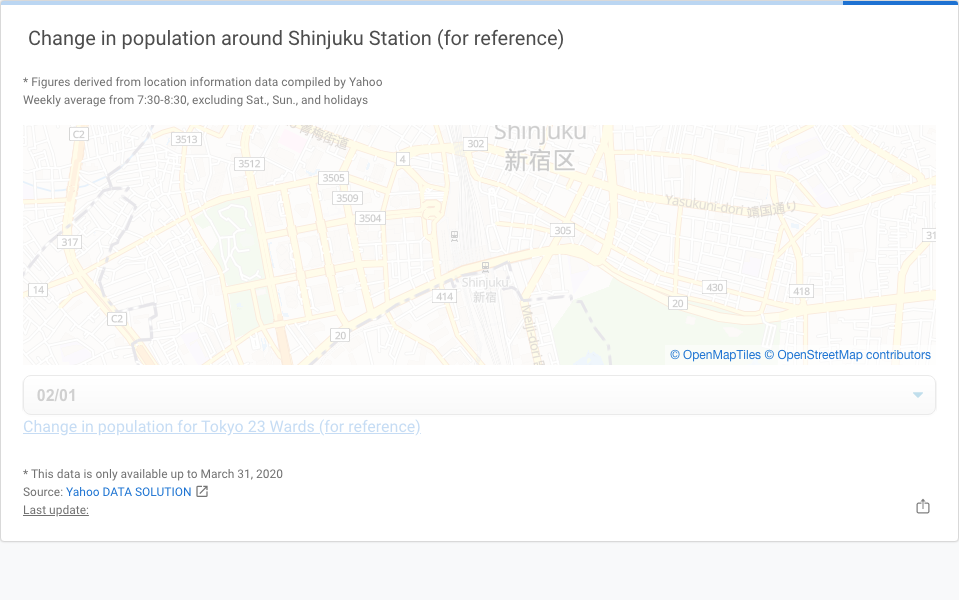 Change in population around Shinjuku Station (for reference)
* Figures derived from location information data compiled by Yahoo
Weekly average from 7:30-8:30, excluding Sat., Sun., and holidays
Shinjuku
新宿区
C2
3513
青梅街道
302
4
3512
3505
3509
3504
Yasukuni-dori 靖国通り
317
305
31
Shinjuku
新宿
14
414
430
418
20
C2
Meiji-dori
20
© OpenMapTiles © OpenStreetMap contributors
02/01
Change in population for Tokyo 23 Wards (for reference)
* This data is only available up to March 31, 2020
Source: Yahoo DATA SOLUTION
Last update: